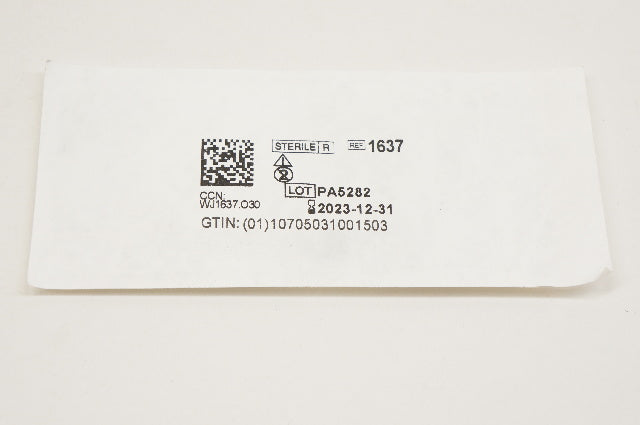 STERILE R REF 1637
LOT PA5282
2023-12-31
CCN:
WJ1637.O30
GTIN: (01)10705031001503